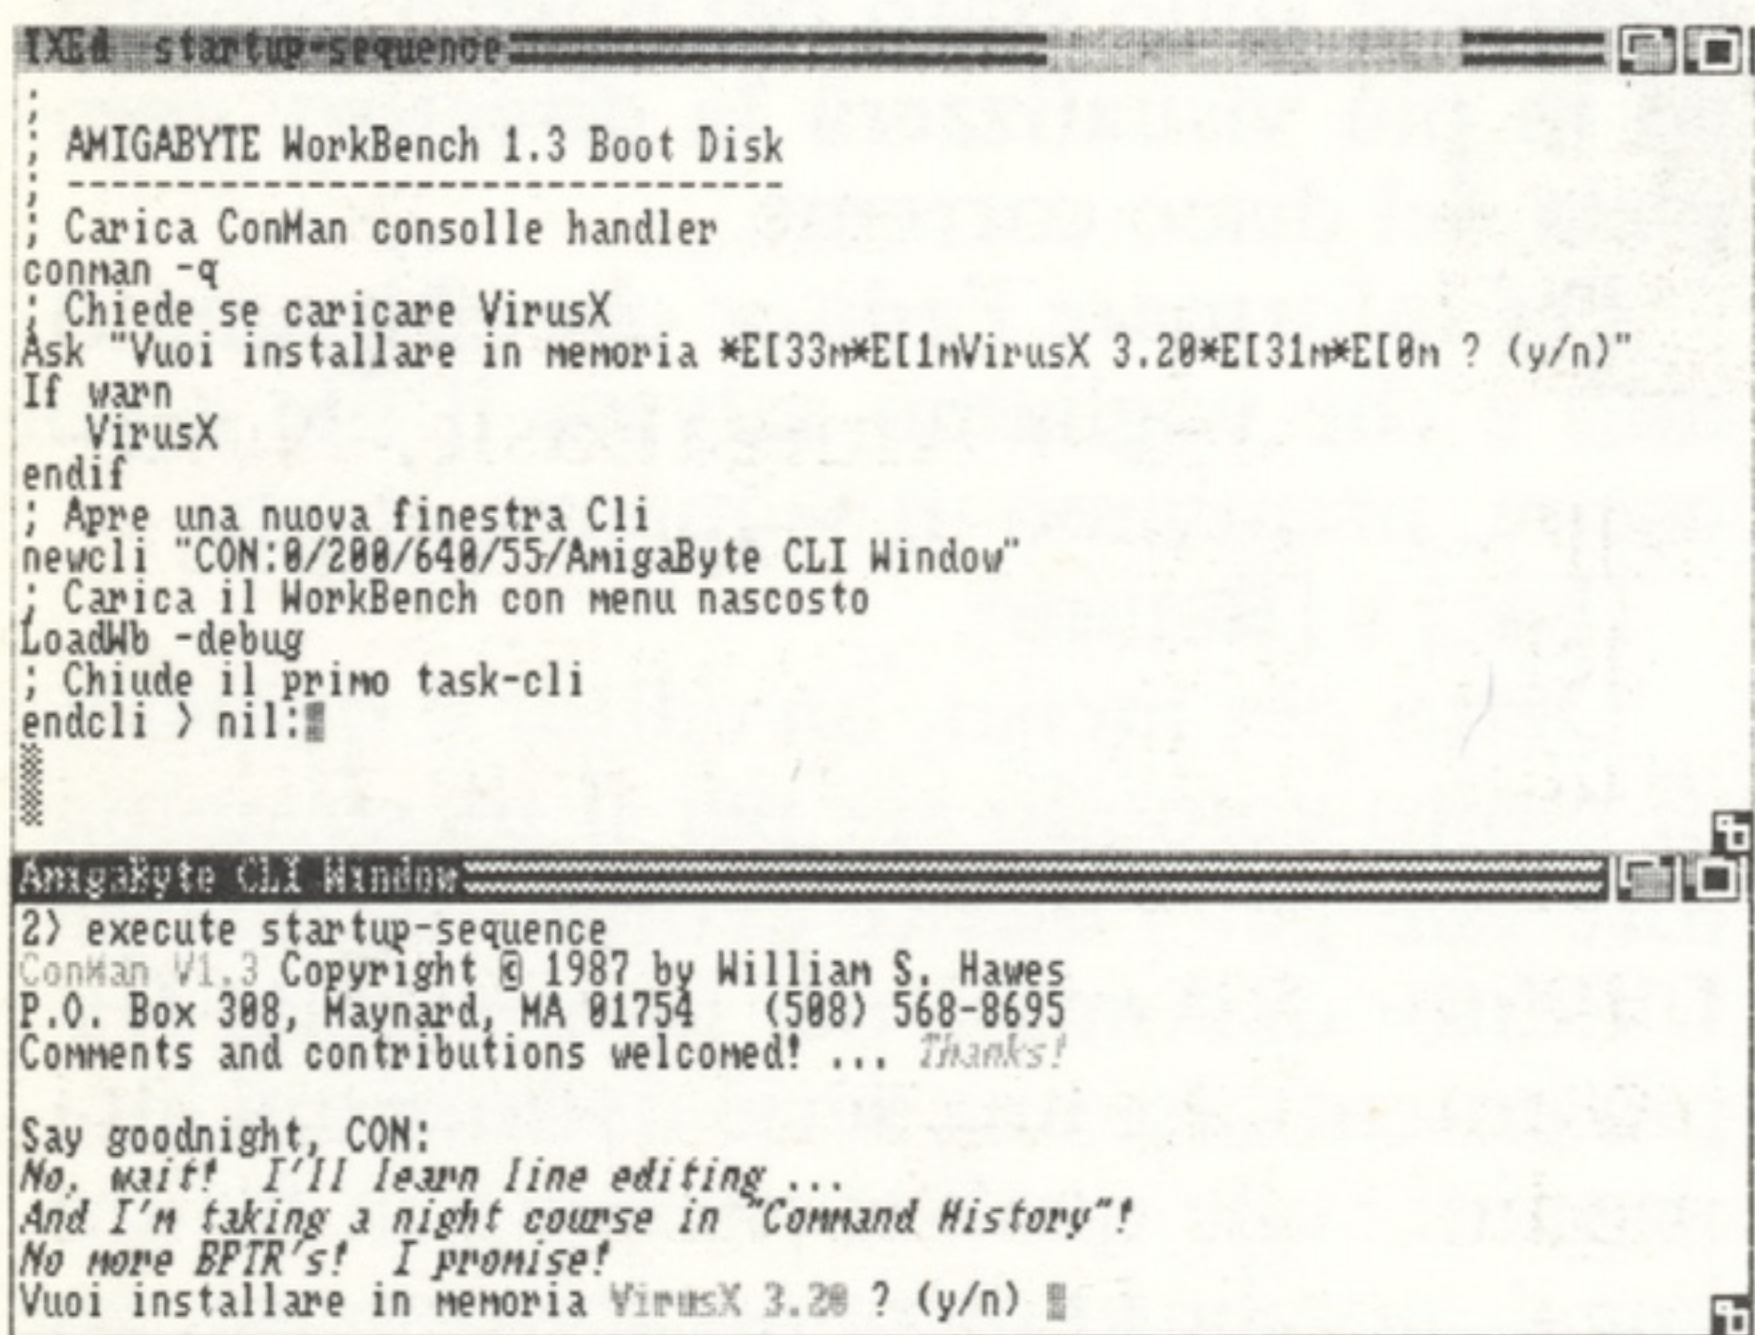 TXEd startup-sequence
;
; AMIGABYTE WorkBench 1.3 Boot Disk
; ---------------------------------
; Carica ConMan consolle handler
conman -q
; Chiede se caricare VirusX
Ask "Vuoi installare in memoria *E[33m*E[1mVirusX 3.20*E[31m*E[0m ? (y/n)"
If warn
VirusX
endif
; Apre una nuova finestra Cli
newcli "CON:0/200/640/55/AmigaByte CLI Window"
; Carica il WorkBench con menu nascosto
LoadWb -debug
; Chiude il primo task-cli
endcli > nil:
AmigaByte CLI Window
2> execute startup-sequence
ConMan V1.3 Copyright © 1987 by William S. Hawes
P.O. Box 308, Maynard, MA 01754 (508) 568-8695
Comments and contributions welcomed! ... Thanks!
Say goodnight, CON:
No, wait! I'll learn line editing ...
And I'm taking a night course in "Command History"!
No more BPTR's! I promise!
Vuoi installare in memoria VirusX 3.20 ? (y/n)